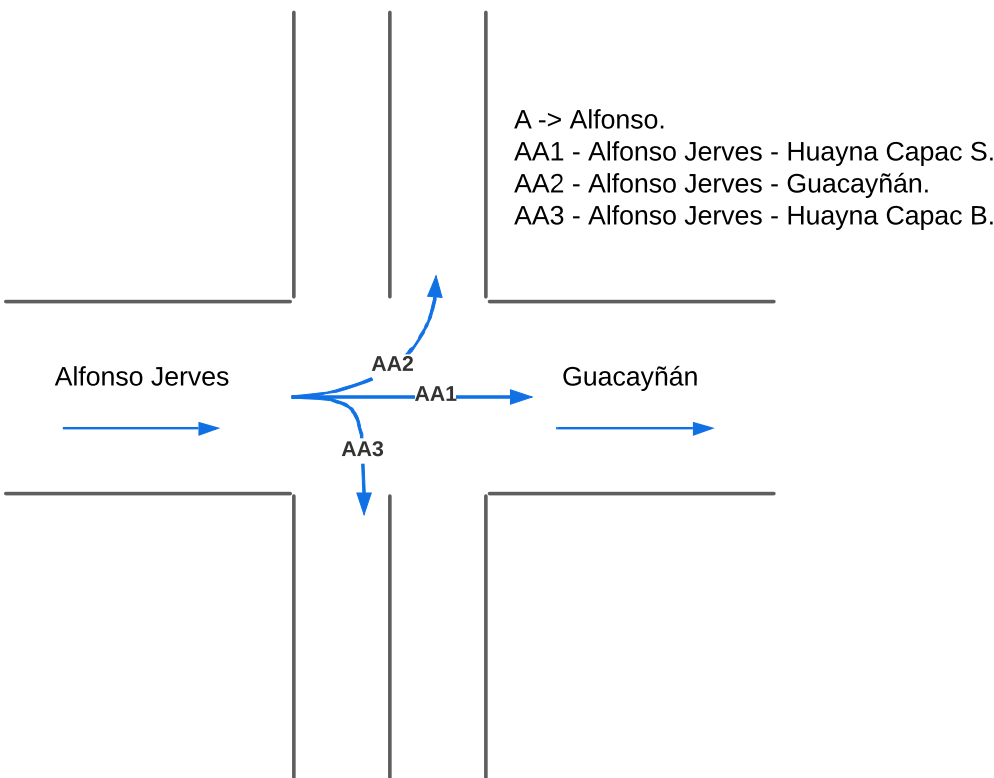 A -> Alfonso.
AA1 - Alfonso Jerves - Huayna Capac S.
AA2 - Alfonso Jerves - Guacayñán.
AA3 - Alfonso Jerves - Huayna Capac B.
AA2
Alfonso Jerves
Guacayñán
AA1
AA3